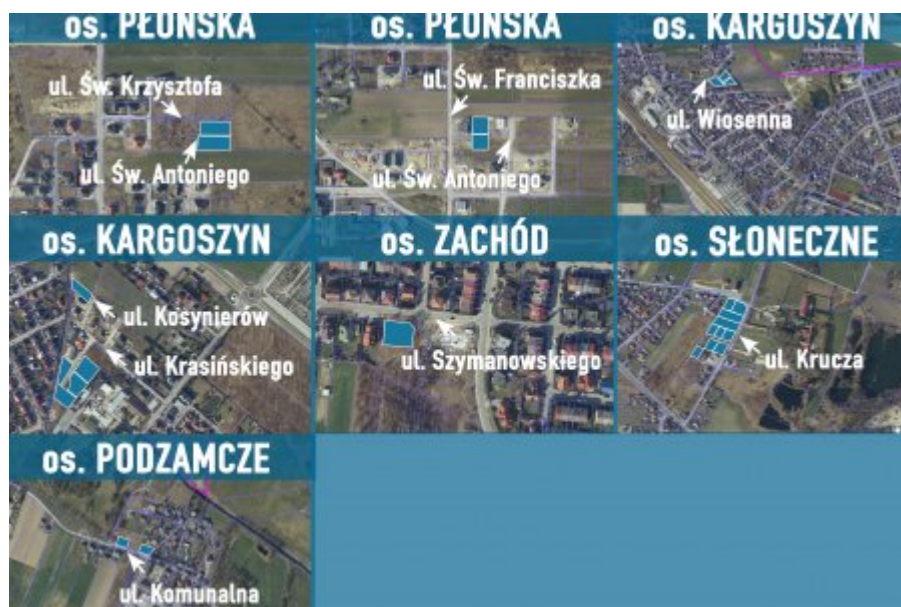 os. PŁOŃSKA
ul. Św. Krzysztofa
ul. Św. Antoniego
os. PŁOŃSKA
ul. Św. Franciszka
ul. Św. Antoniego
os. KARGOSZYN
ul. Wiosenna
os. KARGOSZYN
ul. Kosynierów
ul. Krasińskiego
os. ZACHÓD
ul. Szymanowskiego
os. SŁONECZNE
ul. Krucza
os. PODZAMCZE
ul. Komunalna